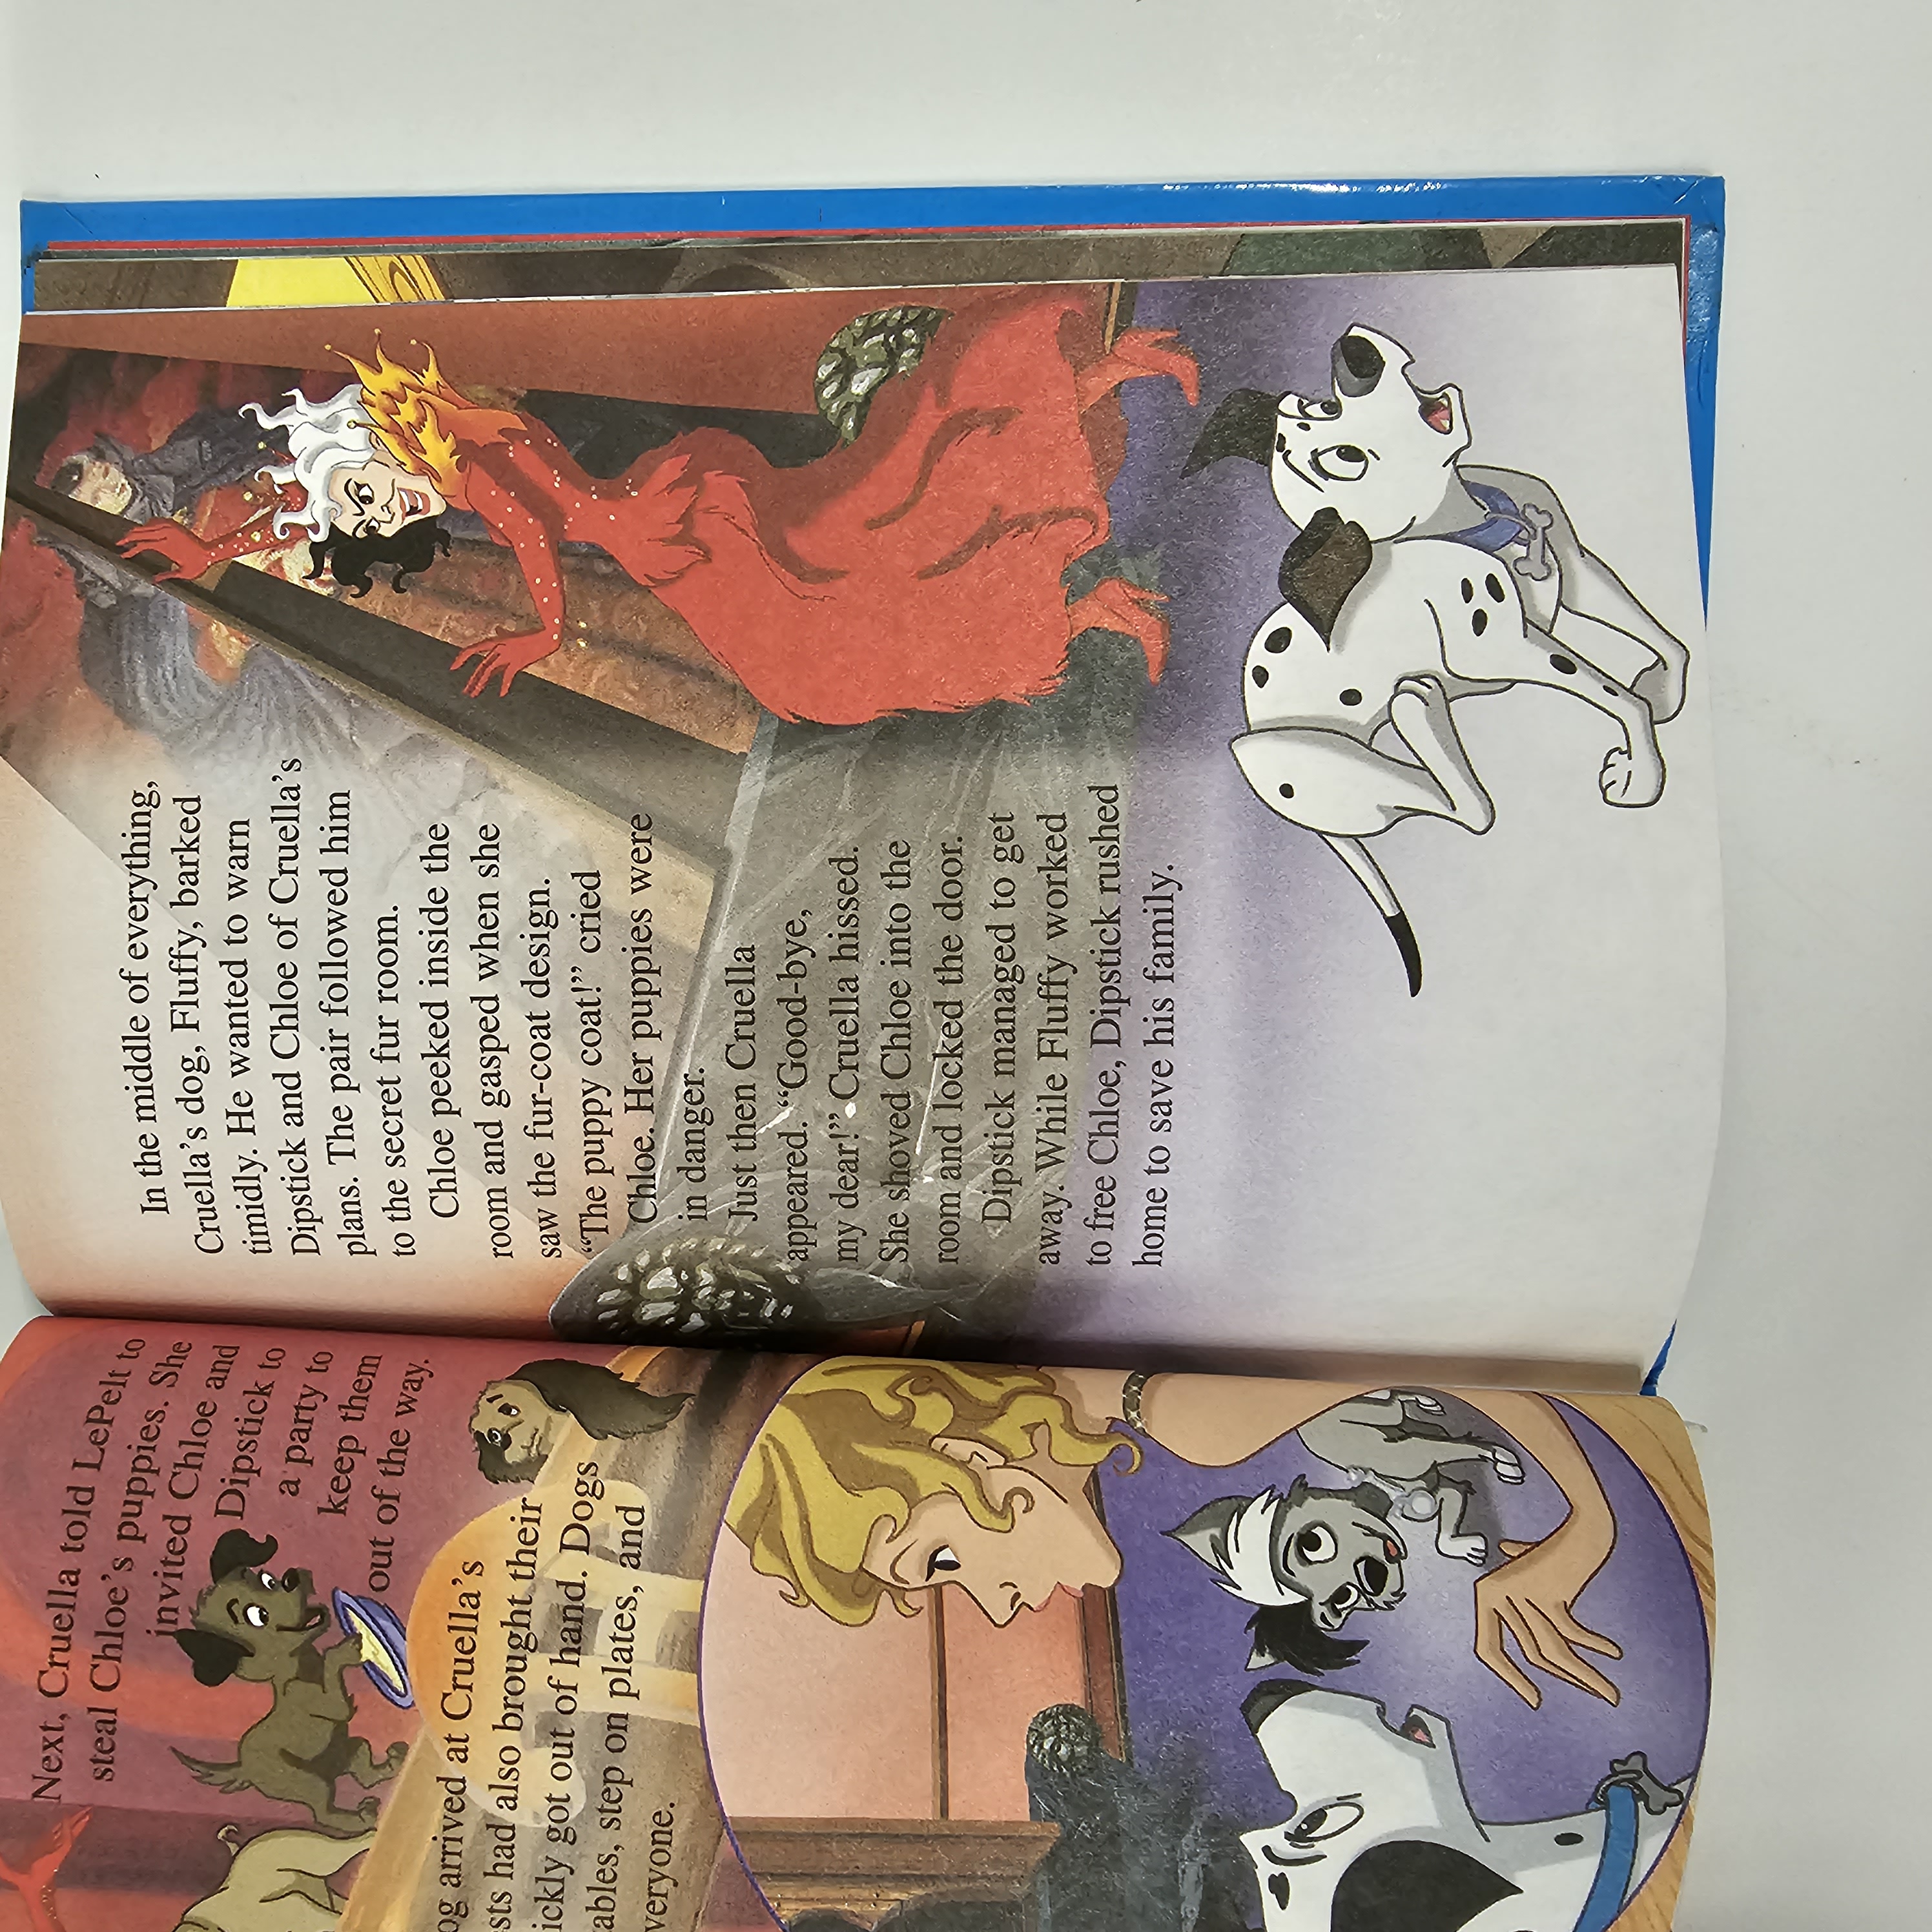 Next, Cruella told LePelt to
steal Chloe's puppies. She
invited Chloe and
Dipstick to
a party to
keep them
out of the way.
arrived at Cruella's
had also brought their
got out of hand. Dogs
step on plates, and
In the middle of everything,
Cruella's dog, Fluffy, barked
timidly. He wanted to warn
Dipstick and Chloe of Cruella's
plans. The pair followed him
to the secret fur room.
Chloe peeked inside the
room and gasped when she
saw the fur-coat design.
“The puppy coat!” cried
Chloe. Her puppies were
in danger.
Just then Cruella
appeared. “Good-bye,
my dear!” Cruella hissed.
She shoved Chloe into the
room and locked the door.
Dipstick managed to get
away. While Fluffy worked
to free Chloe, Dipstick rushed
home to save his family.